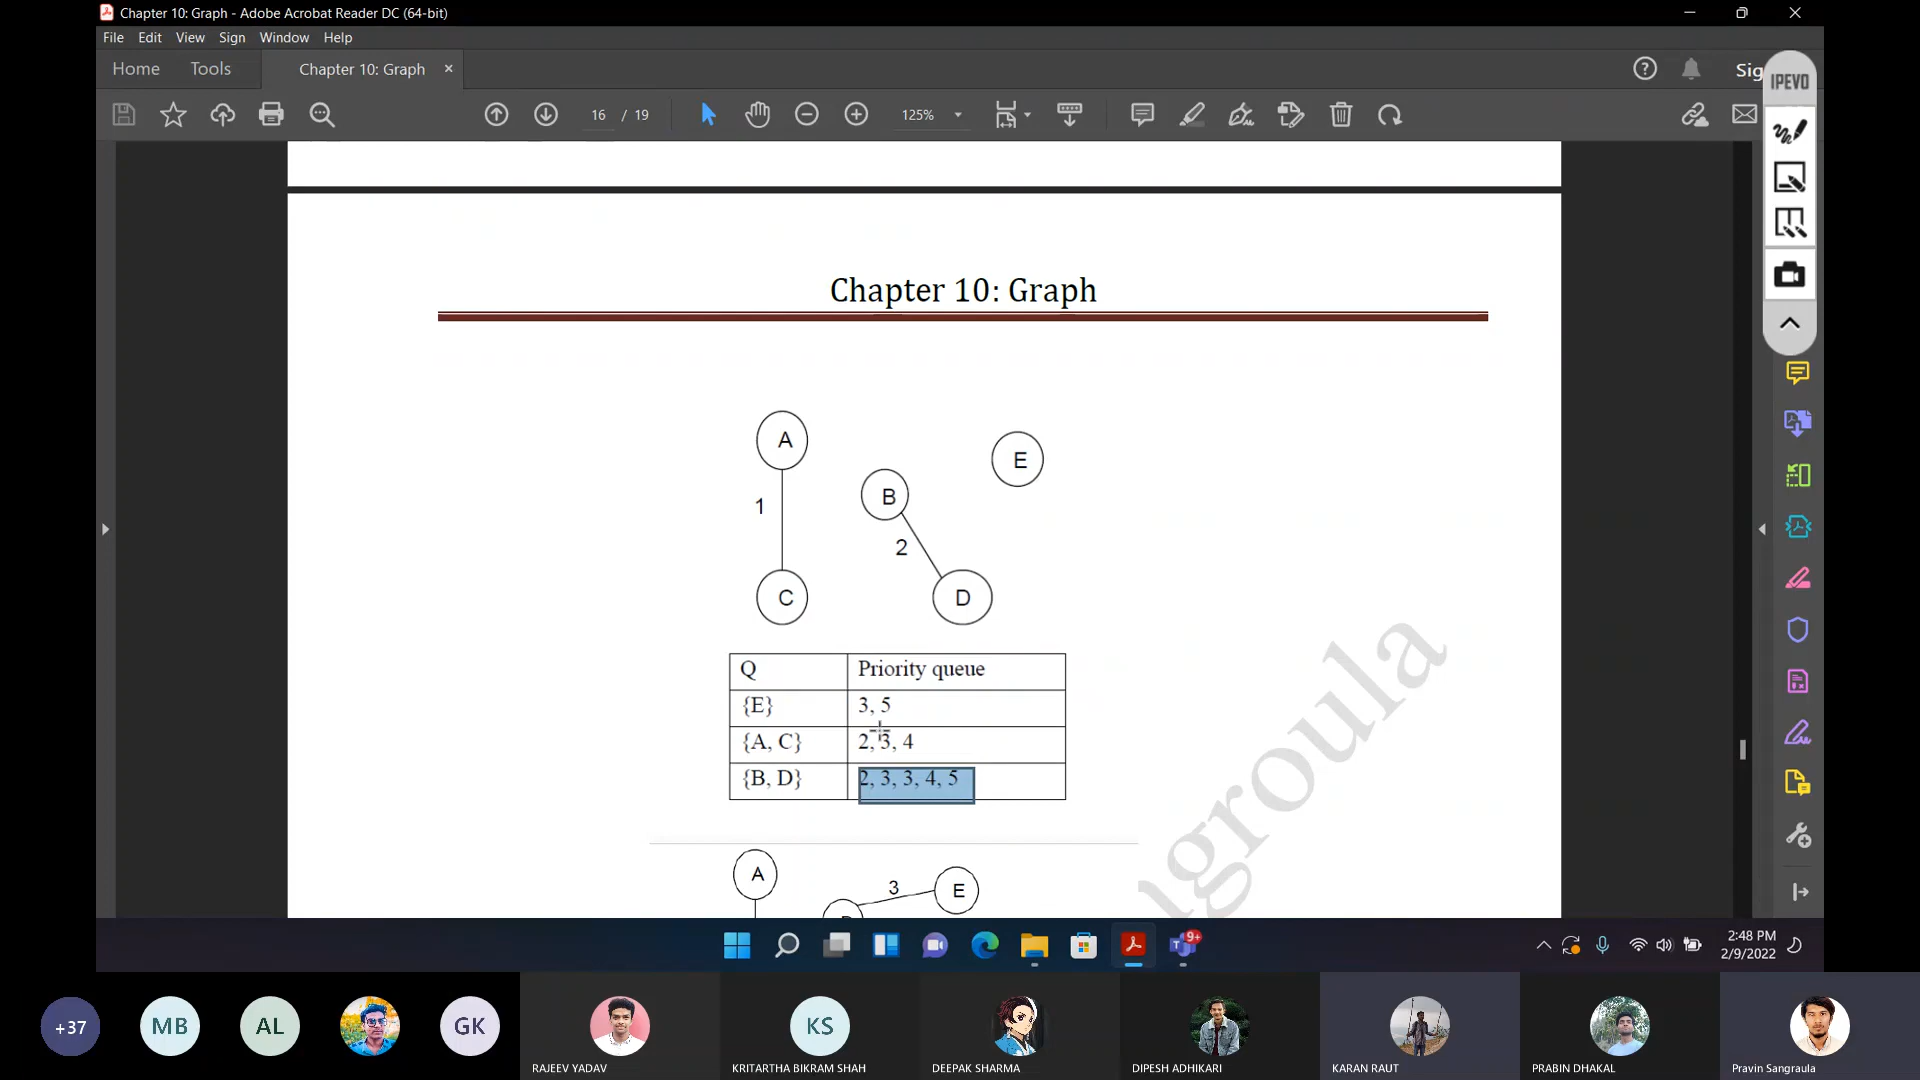 Chapter 10: Graph - Adobe Acrobat Reader DC (64-bit)
File Edit View Sign Window Help
Home Tools Chapter 10: Graph × Sig IPEVO
16 / 19 125%
Chapter 10: Graph
A
E
B
1
2
C
D
Q Priority queue
{E} 3, 5
{A, C} 2, 3, 4
{B, D} 2, 3, 3, 4, 5
A
3
E
lgroula
9+
2:48 PM
2/9/2022
+37 MB AL GK KS
RAJEEV YADAV KRITARTHA BIKRAM SHAH DEEPAK SHARMA DIPESH ADHIKARI KARAN RAUT PRABIN DHAKAL Pravin Sangraula